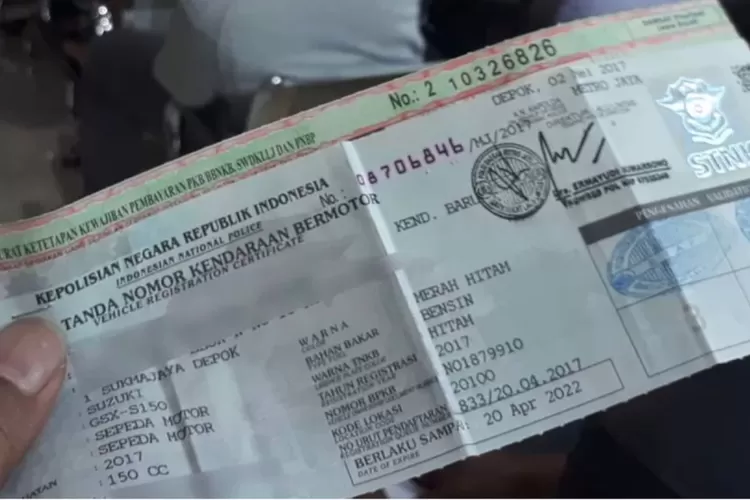 No.: 2 10326826
SURAT KETETAPAN KEWAJIBAN PEMBAYARAN PKB/BBNKB, SWDKLLJ DAN PNBP
KEPOLISIAN NEGARA REPUBLIK INDONESIA
INDONESIAN NATIONAL POLICE
TANDA NOMOR KENDARAAN BERMOTOR
VEHICLE REGISTRATION CERTIFICATE
No.: 08706846/MJ/2017
DEPOK, 02 2017
METRO JAYA
STNK
KEND. BARU
PENGESAHAN
1 SUKMAJAYA DEPOK
: SUZUKI
: GSX-S150
: SEPEDA MOTOR
: SEPEDA MOTOR
: 2017
: 150 CC
WARNA
BAHAN BAKAR
WARNA TNKB
TAHUN REGISTRASI
NOMOR BPKB
KODE LOKASI
NO URUT PENDAFTARAN
MERAH HITAM
BENSIN
HITAM
2017
N01879910
20100
833/20.04.2017
BERLAKU SAMPAI 20 Apr 2022
DATE OF EXPIRE